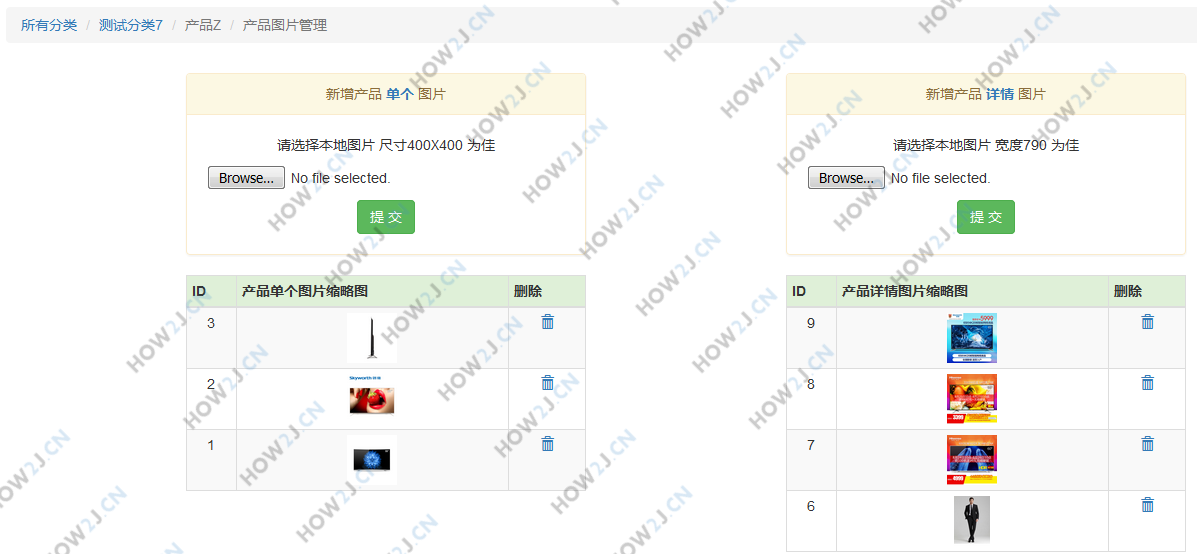 所有分类 / 测试分类7 / 产品Z / 产品图片管理
新增产品 单个 图片
请选择本地图片 尺寸400X400 为佳
Browse... No file selected.
提 交
ID 产品单个图片缩略图 删除
3
2
Skyworth 创维
1
新增产品 详情 图片
请选择本地图片 宽度790 为佳
Browse... No file selected.
提 交
ID 产品详情图片缩略图 删除
9
5999
8
3399
7
4999
6
HOW2J.CN